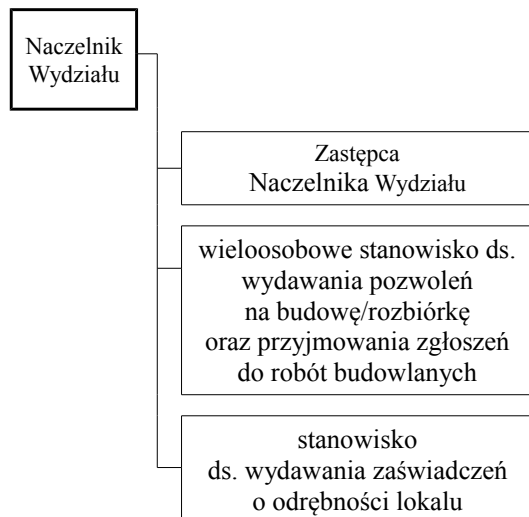 Naczelnik
Wydziału
Zastępca
Naczelnika Wydziału
wieloosobowe stanowisko ds.
wydawania pozwoleń
na budowę/rozbiórkę
oraz przyjmowania zgłoszeń
do robót budowlanych
stanowisko
ds. wydawania zaświadczeń
o odrębności lokalu